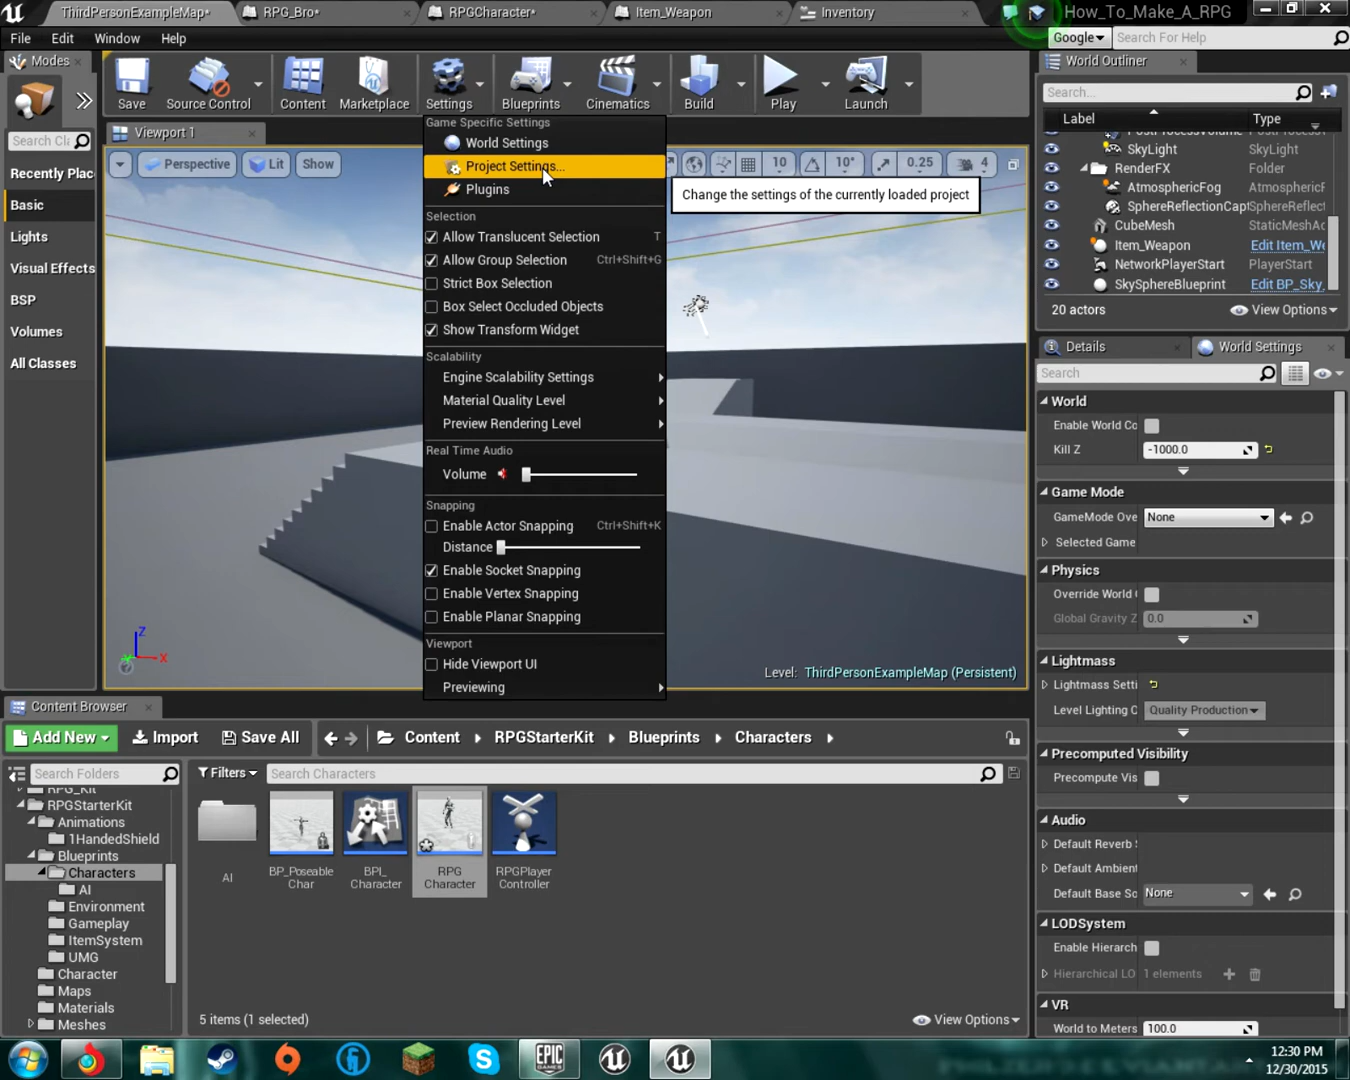 ThirdPersonExampleMap*
RPG_Bro*
RPGCharacter*
Item_Weapon
Inventory
How_To_Make_A_RPG
File Edit Window Help
Google
Search For Help
Modes
Search Cla
Recently Plac
Basic
Lights
Visual Effects
BSP
Volumes
All Classes
Save
Source Control
Content
Marketplace
Settings
Blueprints
Cinematics
Build
Play
Launch
Viewport 1
Perspective Lit Show
10 10° 0.25 4
Game Specific Settings
World Settings
Project Settings...
Plugins
Change the settings of the currently loaded project
Selection
Allow Translucent Selection T
Allow Group Selection Ctrl+Shift+G
Strict Box Selection
Box Select Occluded Objects
Show Transform Widget
Scalability
Engine Scalability Settings
Material Quality Level
Preview Rendering Level
Real Time Audio
Volume
Snapping
Enable Actor Snapping Ctrl+Shift+K
Distance
Enable Socket Snapping
Enable Vertex Snapping
Enable Planar Snapping
Viewport
Hide Viewport UI
Previewing
Z
X
Level: ThirdPersonExampleMap (Persistent)
World Outliner
Search...
Label Type
SkyLight SkyLight
RenderFX Folder
AtmosphericFog Atmospheric
SphereReflectionCapt SphereReflect
CubeMesh StaticMeshAc
Item_Weapon Edit Item_We
NetworkPlayerStart PlayerStart
SkySphereBlueprint Edit BP_Sky_
20 actors
View Options
Details
World Settings
Search
World
Enable World Co
Kill Z -1000.0
Game Mode
GameMode Ove None
Selected Game
Physics
Override World
Global Gravity Z 0.0
Lightmass
Lightmass Setti
Level Lighting Quality Production
Precomputed Visibility
Precompute Vis
Audio
Default Reverb
Default Ambient
Default Base So None
LODSystem
Enable Hierarch
Hierarchical LO 1 elements
VR
World to Meters 100.0
Content Browser
Add New
Import
Save All
Content RPGStarterKit Blueprints Characters
Search Folders
RPG_Kit
RPGStarterKit
Animations
1HandedShield
Blueprints
Characters
AI
Environment
Gameplay
ItemSystem
UMG
Character
Maps
Materials
Meshes
Filters
Search Characters
AI
BP_Poseable
Char
BPI_
Character
RPG
Character
RPGPlayer
Controller
5 items (1 selected)
View Options
EPIC
GAMES
12:30 PM
12/30/2015